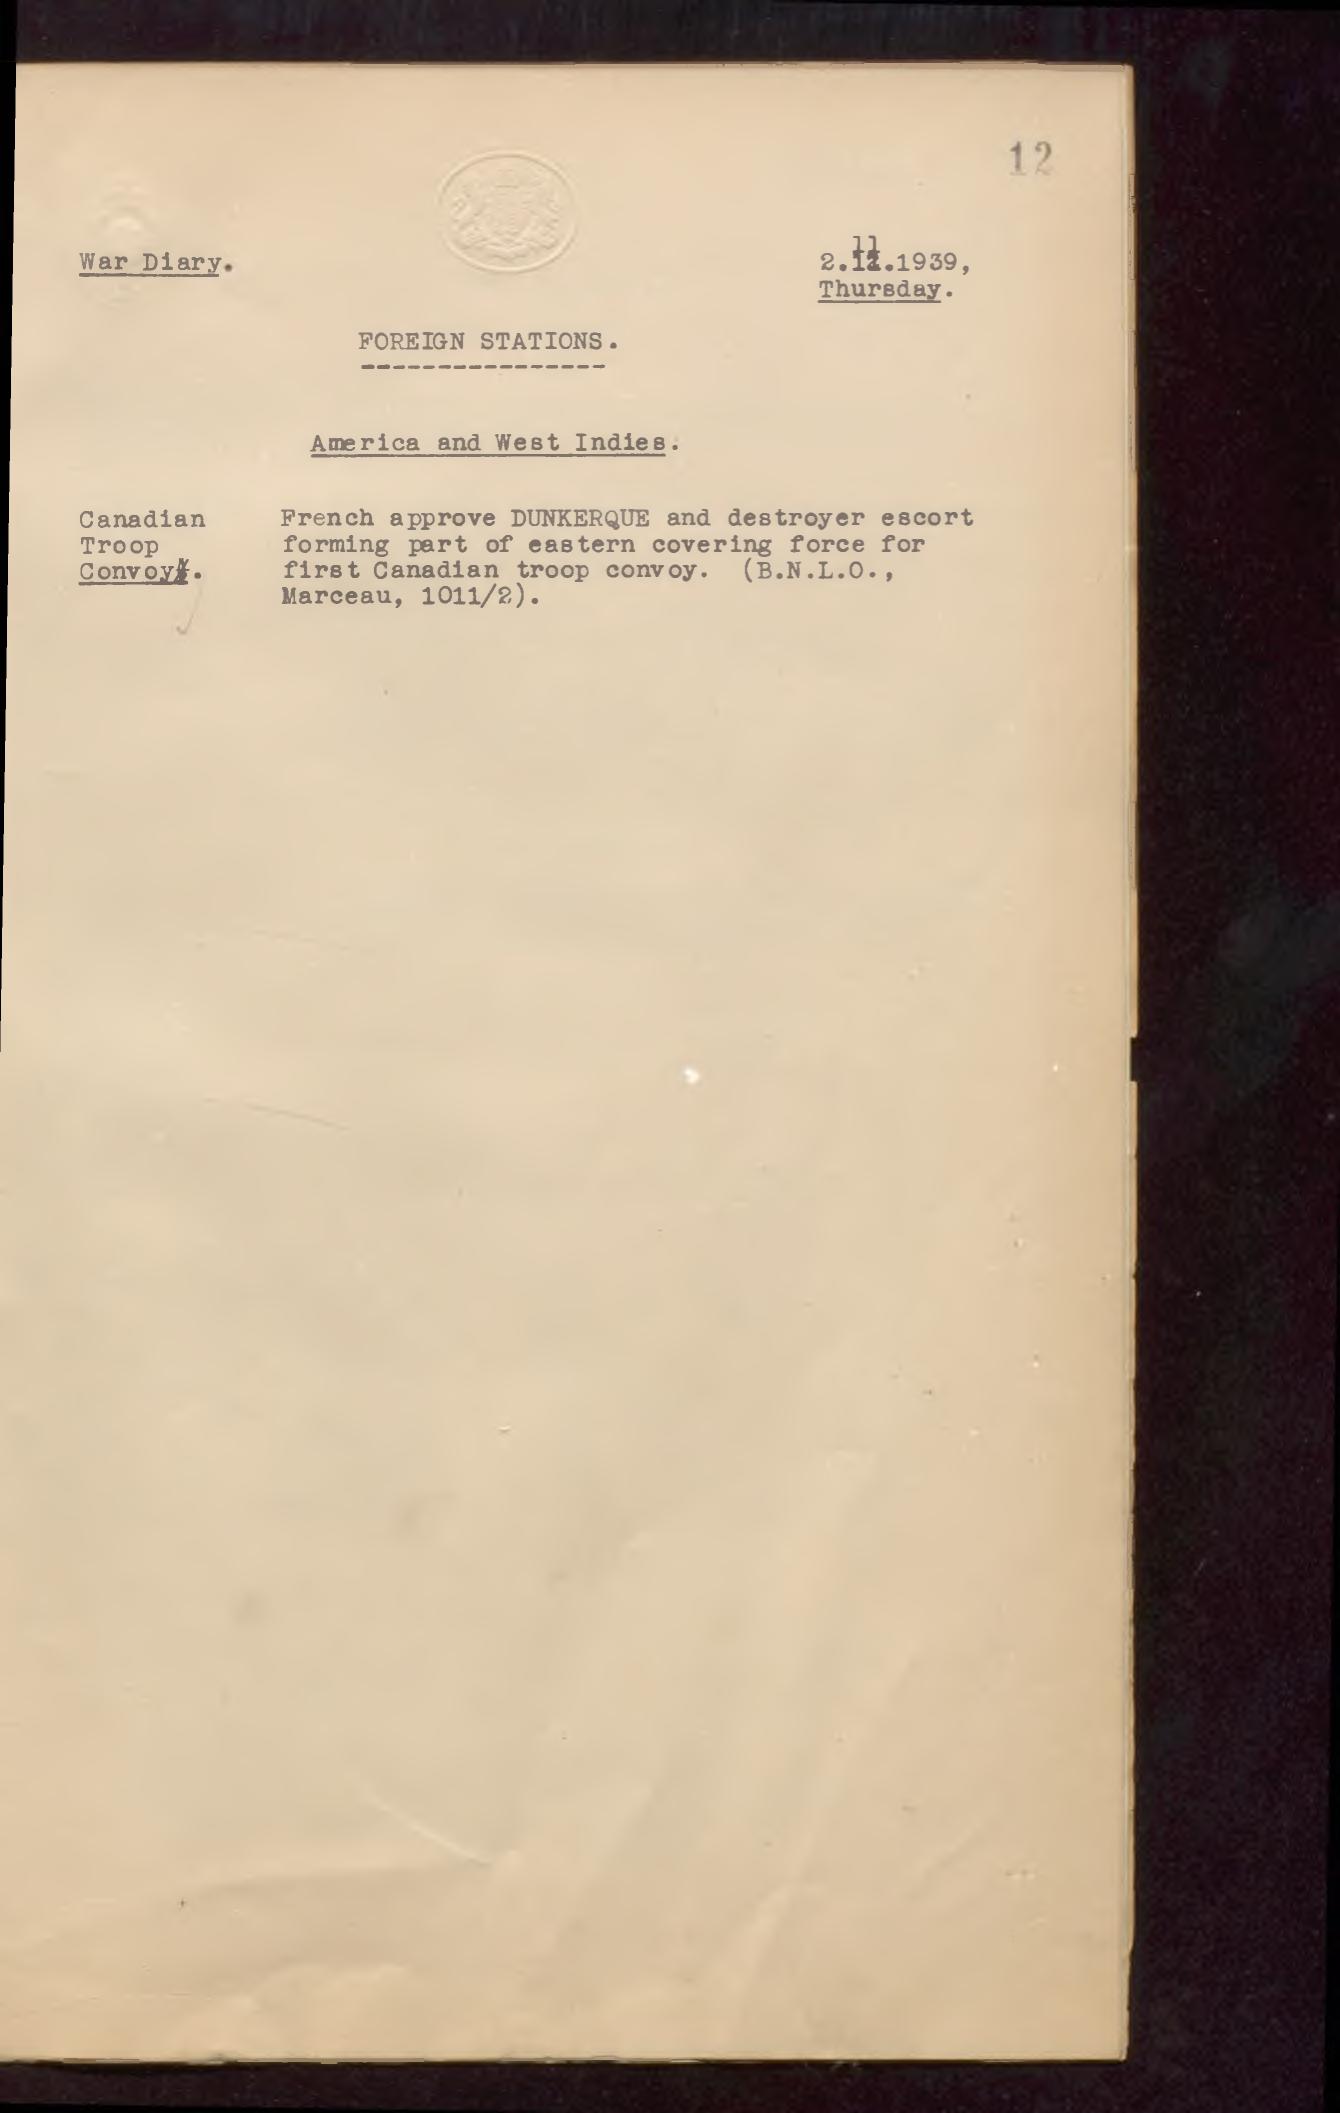 12
War Diary.
2.11.1939,
Thursday.
FOREIGN STATIONS.
America and West Indies.
Canadian
Troop
Convoy.
French approve DUNKERQUE and destroyer escort
forming part of eastern covering force for
first Canadian troop convoy. (B.N.L.O.,
Marceau, 1011/2).